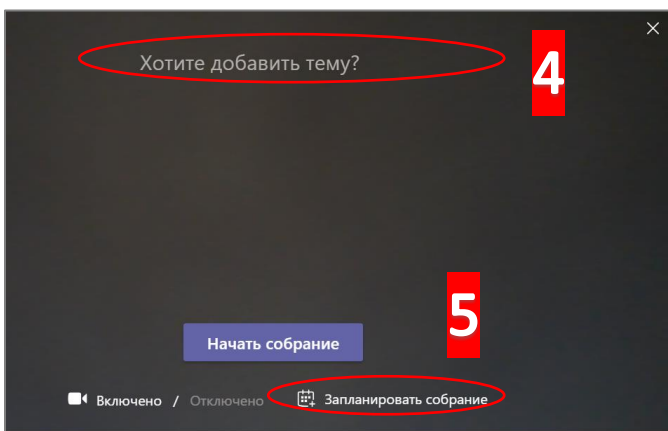 Хотите добавить тему?
4
5
Начать собрание
Включено / Отключено Запланировать собрание